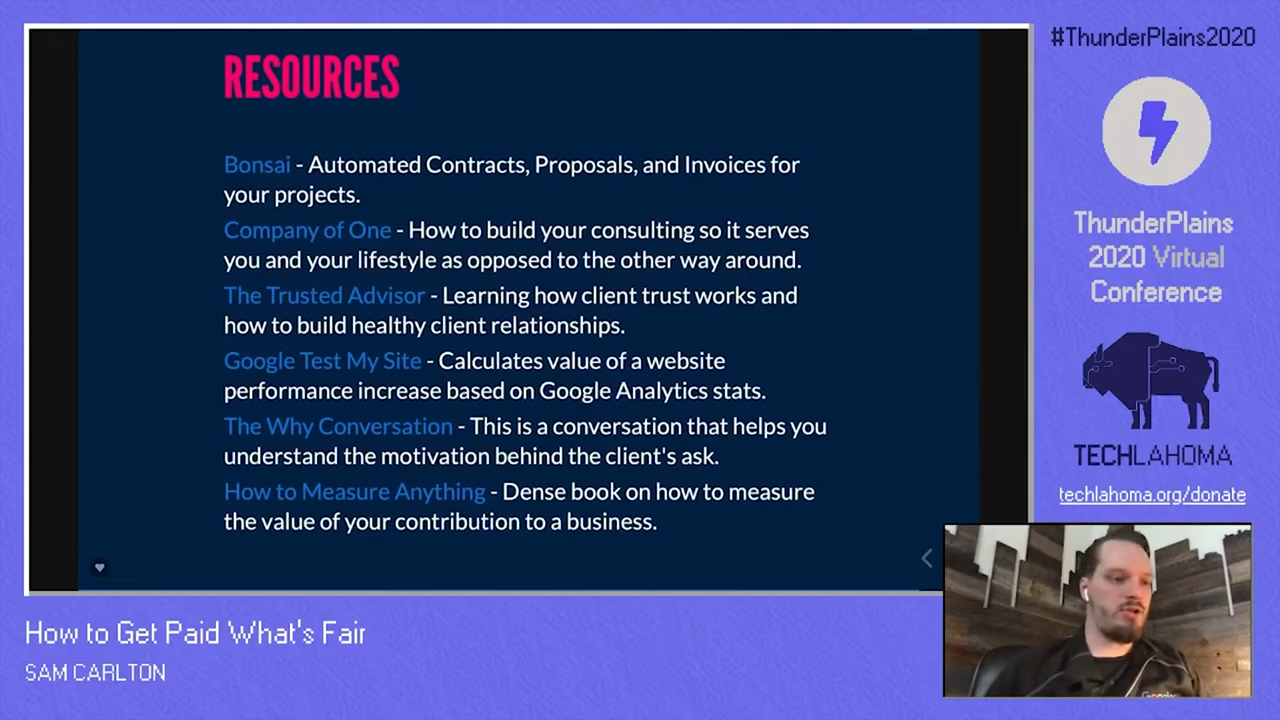 RESOURCES
Bonsai - Automated Contracts, Proposals, and Invoices for
your projects.
Company of One - How to build your consulting so it serves
you and your lifestyle as opposed to the other way around.
The Trusted Advisor - Learning how client trust works and
how to build healthy client relationships.
Google Test My Site - Calculates value of a website
performance increase based on Google Analytics stats.
The Why Conversation - This is a conversation that helps you
understand the motivation behind the client's ask.
How to Measure Anything - Dense book on how to measure
the value of your contribution to a business.
#ThunderPlains2020
ThunderPlains
2020 Virtual
Conference
TECHLAHOMA
techlahoma.org/donate
How to Get Paid What's Fair
SAM CARLTON